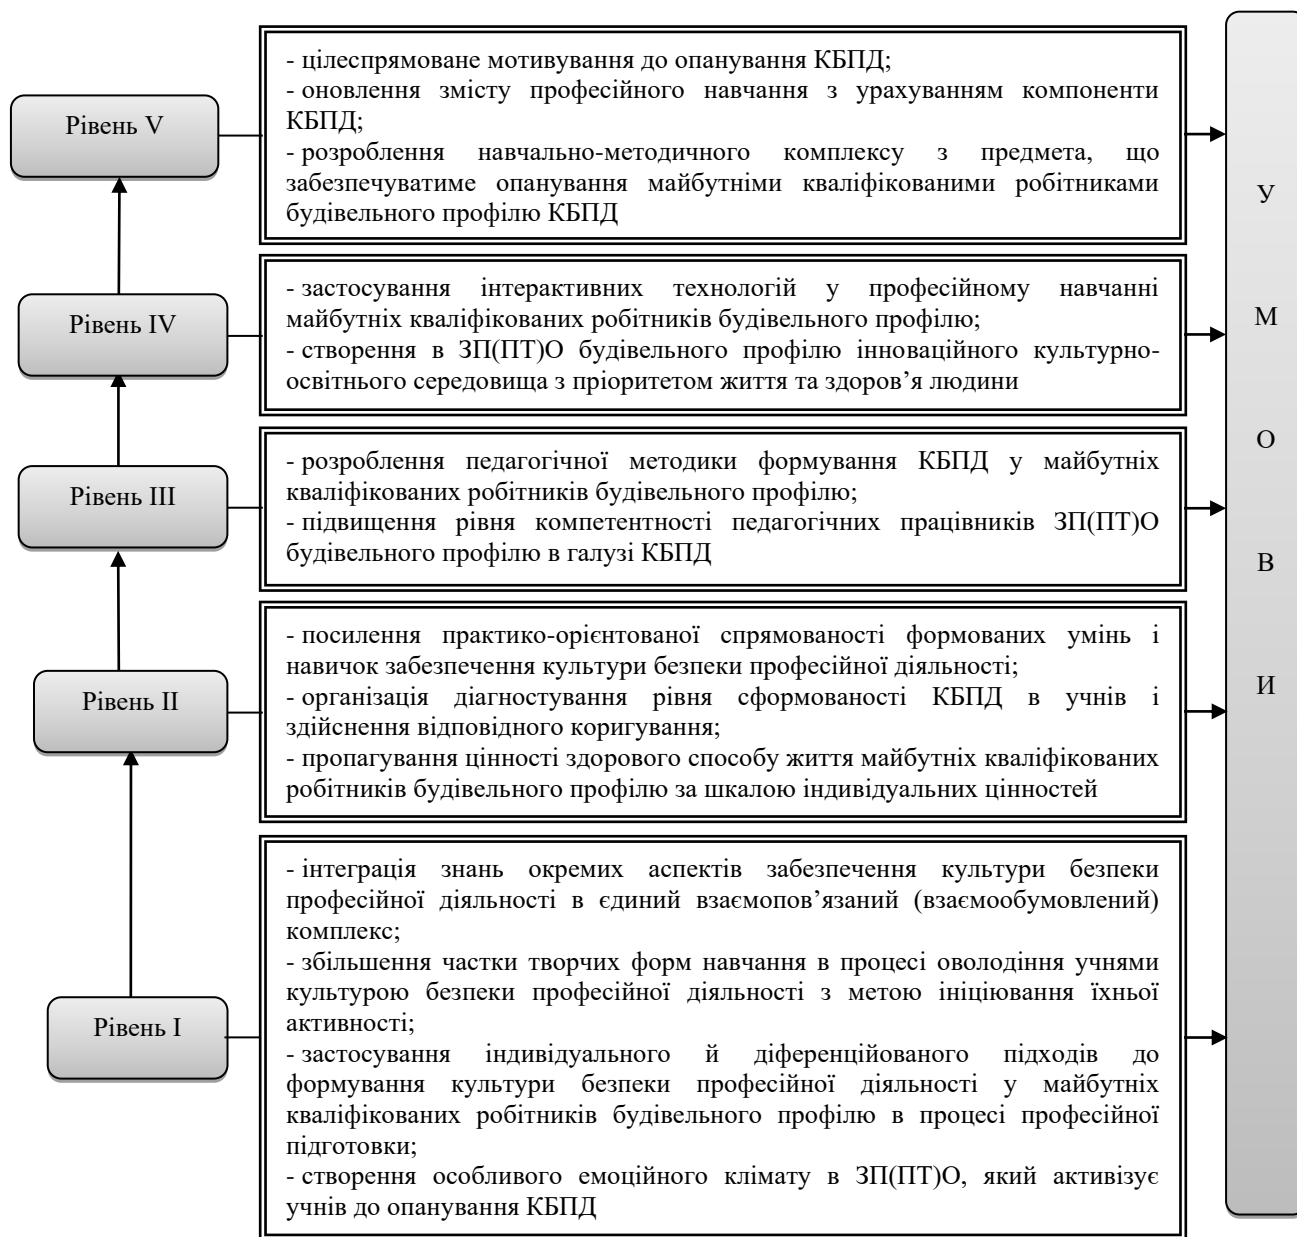 Рівень V
- цілеспрямоване мотивування до опанування КБПД;
- оновлення змісту професійного навчання з урахуванням компоненти
КБПД;
- розроблення навчально-методичного комплексу з предмета, що
забезпечуватиме опанування майбутніми кваліфікованими робітниками
будівельного профілю КБПД
Рівень IV
- застосування інтерактивних технологій у професійному навчанні
майбутніх кваліфікованих робітників будівельного профілю;
- створення в ЗП(ПТ)О будівельного профілю інноваційного культурно-
освітнього середовища з пріоритетом життя та здоров’я людини
Рівень III
- розроблення педагогічної методики формування КБПД у майбутніх
кваліфікованих робітників будівельного профілю;
- підвищення рівня компетентності педагогічних працівників ЗП(ПТ)О
будівельного профілю в галузі КБПД
Рівень II
- посилення практико-орієнтованої спрямованості формованих умінь і
навичок забезпечення культури безпеки професійної діяльності;
- організація діагностування рівня сформованості КБПД в учнів і
здійснення відповідного коригування;
- пропагування цінності здорового способу життя майбутніх кваліфікованих
робітників будівельного профілю за шкалою індивідуальних цінностей
Рівень I
- інтеграція знань окремих аспектів забезпечення культури безпеки
професійної діяльності в єдиний взаємопов’язаний (взаємообумовлений)
комплекс;
- збільшення частки творчих форм навчання в процесі оволодіння учнями
культурою безпеки професійної діяльності з метою ініціювання їхньої
активності;
- застосування індивідуального й діференційованого підходів до
формування культури безпеки професійної діяльності у майбутніх
кваліфікованих робітників будівельного профілю в процесі професійної
підготовки;
- створення особливого емоційного клімату в ЗП(ПТ)О, який активізує
учнів до опанування КБПД
У
М
О
В
И